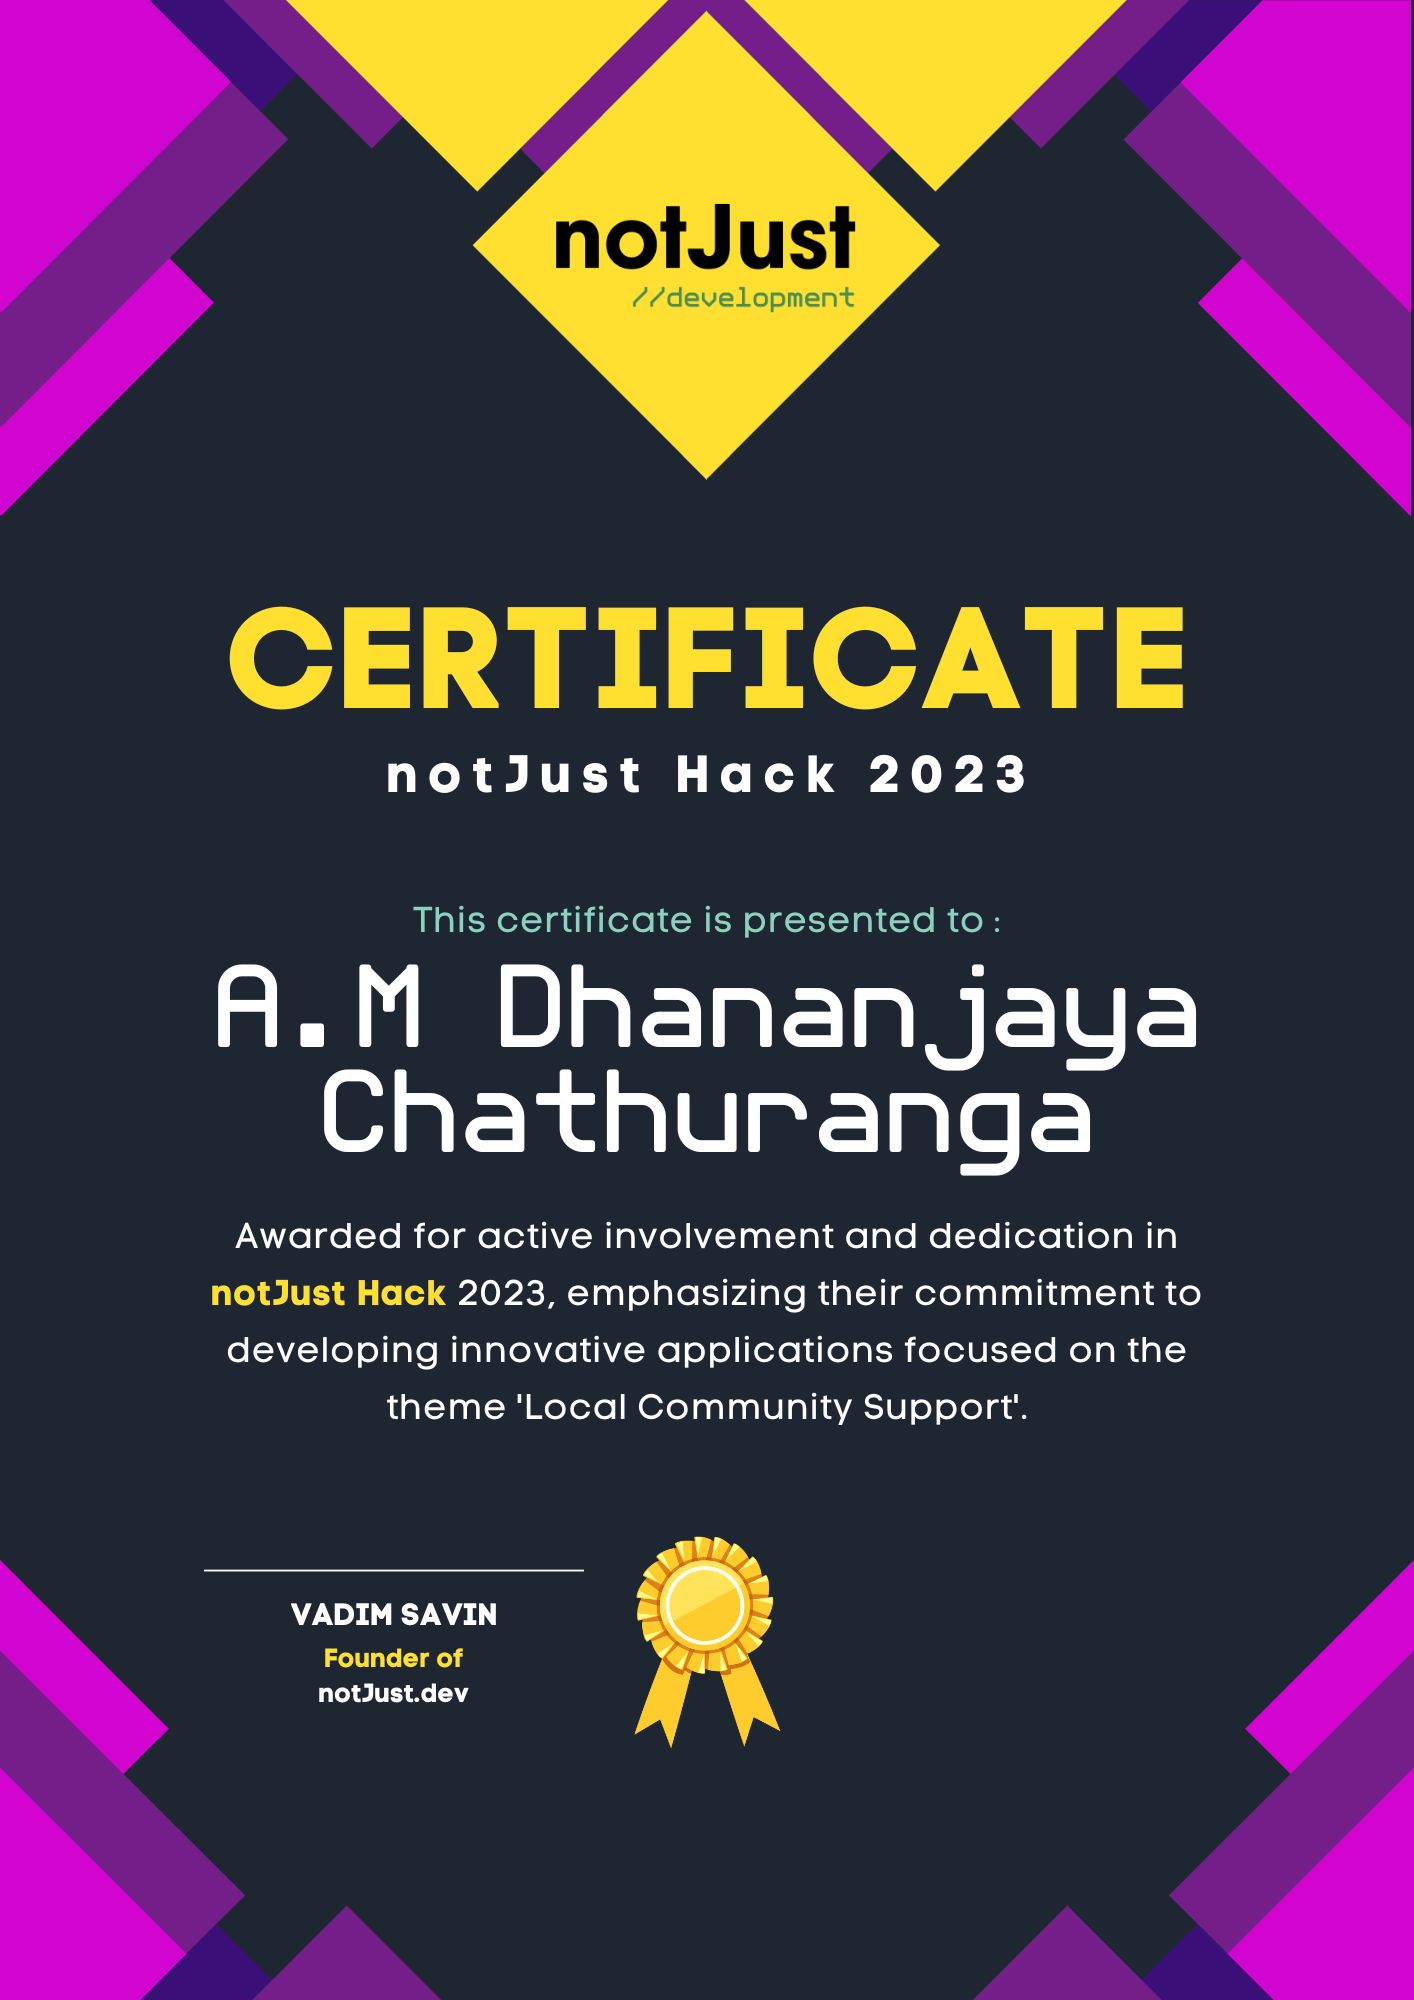 notJust
//development
CERTIFICATE
notJust Hack 2023
This certificate is presented to :
A.M Dhananjaya
Chathuranga
Awarded for active involvement and dedication in
notJust Hack 2023, emphasizing their commitment to
developing innovative applications focused on the
theme 'Local Community Support'.
VADIM SAVIN
Founder of
notJust.dev